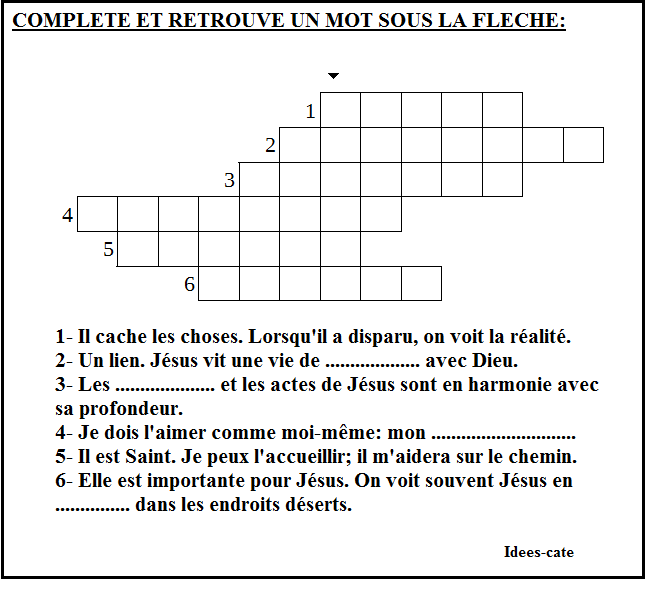 COMPLETE ET RETROUVE UN MOT SOUS LA FLECHE:
1
2
3
4
5
6
1- Il cache les choses. Lorsqu'il a disparu, on voit la réalité.
2- Un lien. Jésus vit une vie de ................... avec Dieu.
3- Les .................... et les actes de Jésus sont en harmonie avec
sa profondeur.
4- Je dois l'aimer comme moi-même: mon .............................
5- Il est Saint. Je peux l'accueillir; il m'aidera sur le chemin.
6- Elle est importante pour Jésus. On voit souvent Jésus en
............... dans les endroits déserts.
Idees-cate